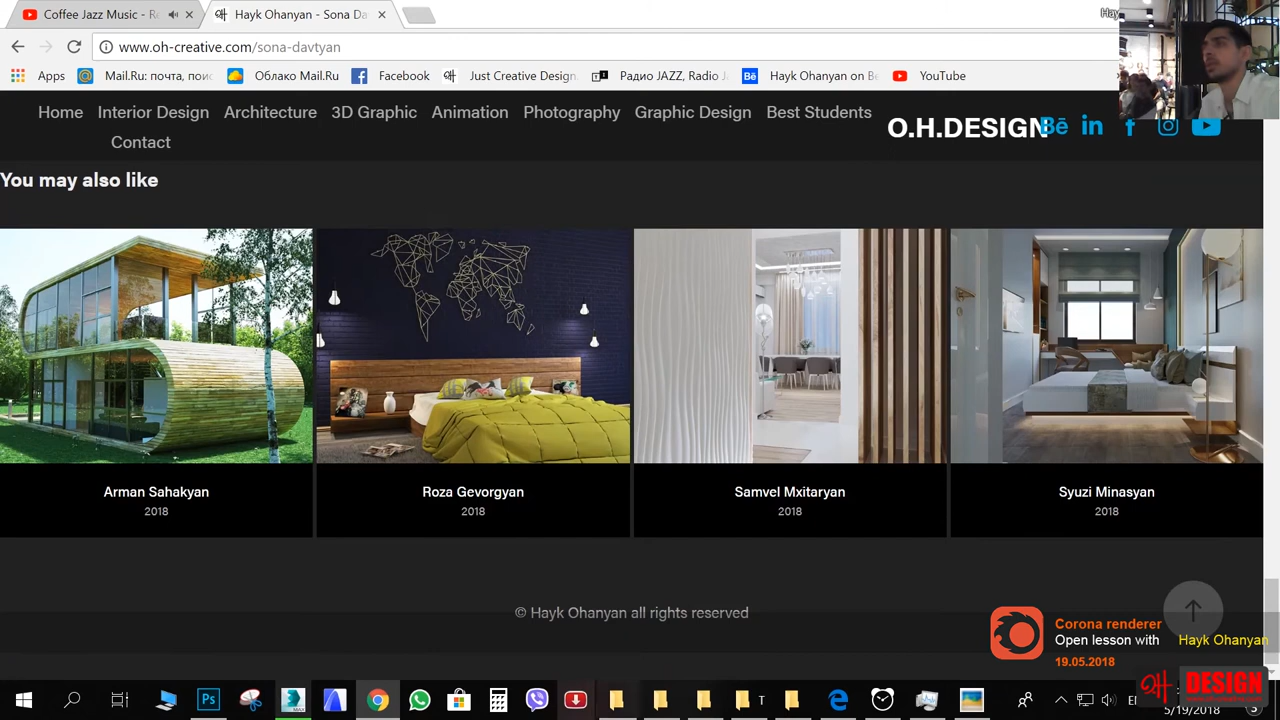 Coffee Jazz Music - Ra
Hayk Ohanyan - Sona Da
www.oh-creative.com/sona-davtyan
Apps
Mail.Ru: почта, поис
Облако Mail.Ru
Facebook
Just Creative Design
Радио JAZZ, Radio J
Hayk Ohanyan on Be
YouTube
Home
Interior Design
Architecture
3D Graphic
Animation
Photography
Graphic Design
Best Students
Contact
O.H.DESIGN
You may also like
Arman Sahakyan
2018
Roza Gevorgyan
2018
Samvel Mxitaryan
2018
Syuzi Minasyan
2018
© Hayk Ohanyan all rights reserved
Corona renderer
Open lesson with Hayk Ohanyan
19.05.2018
DESIGN
5/19/2018